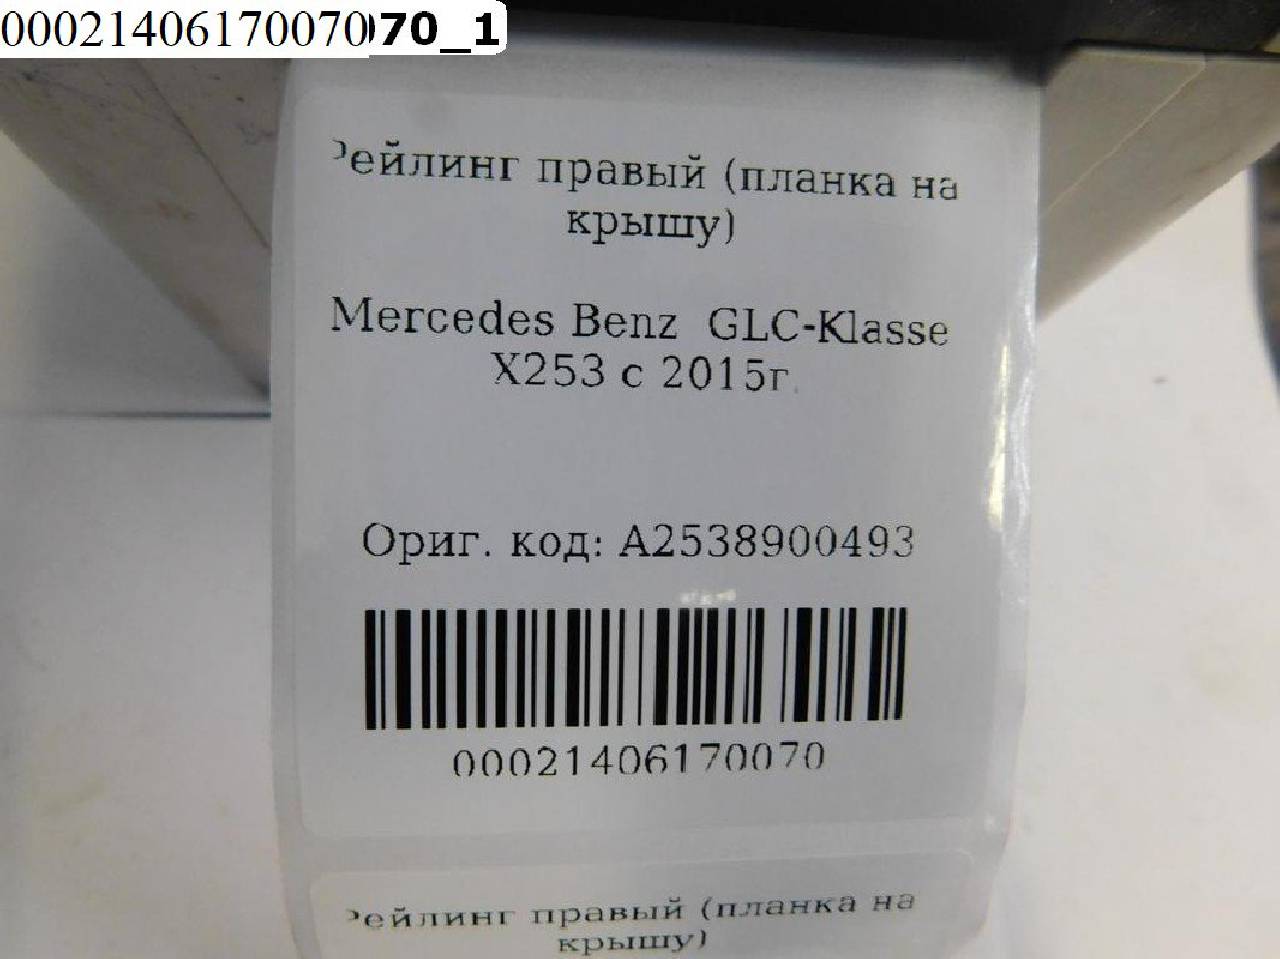 00021406170070070_1
Рейлинг правый (планка на
крышу)
Mercedes Benz GLC-Klasse
X253 с 2015г.
Ориг. код: A2538900493
00021406170070
Рейлинг правый (планка на
крышу)